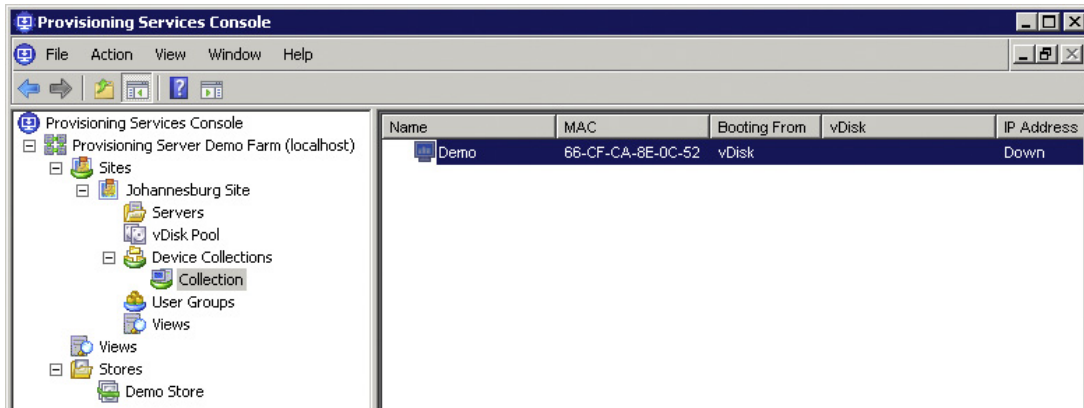 Provisioning Services Console
File Action View Window Help
Provisioning Services Console
Provisioning Server Demo Farm (localhost)
Sites
Johannesburg Site
Servers
vDisk Pool
Device Collections
Collection
User Groups
Views
Views
Stores
Demo Store
Name MAC Booting From vDisk IP Address
Demo 66-CF-CA-8E-0C-52 vDisk Down